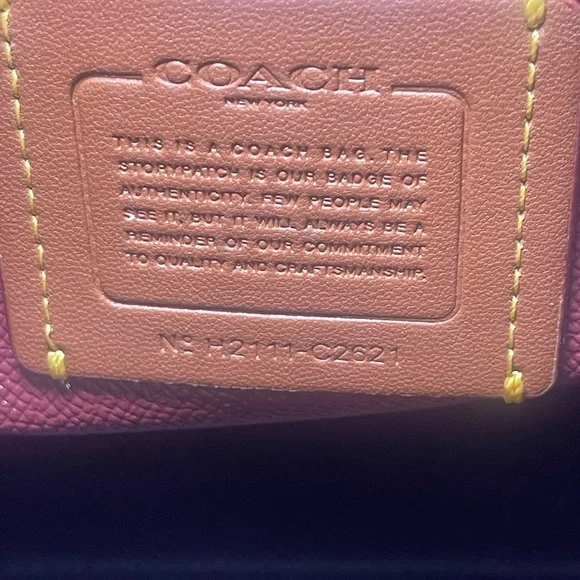 COACH
NEW YORK
THIS IS A COACH BAG. THE
STORYPATCH IS OUR BADGE OF
AUTHENTICITY. FEW PEOPLE MAY
SEE IT, BUT IT WILL ALWAYS BE A
REMINDER OF OUR COMMITMENT
TO QUALITY AND CRAFTSMANSHIP.
Nº H2111-C2621